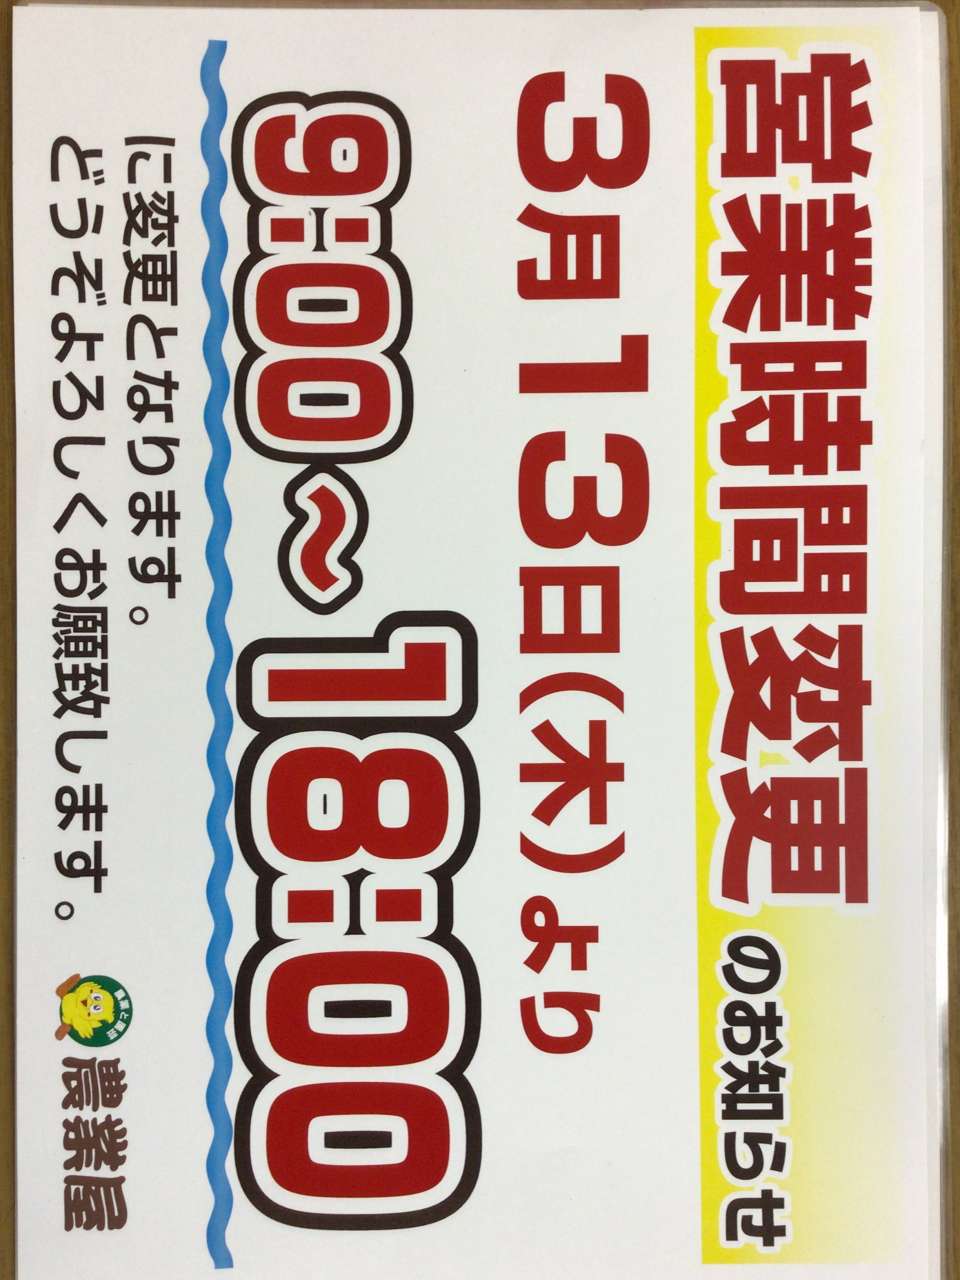 営業時間変更のお知らせ
3月13日(木)より
9:00～18:00
に変更となります。
どうぞよろしくお願致します。
農業屋